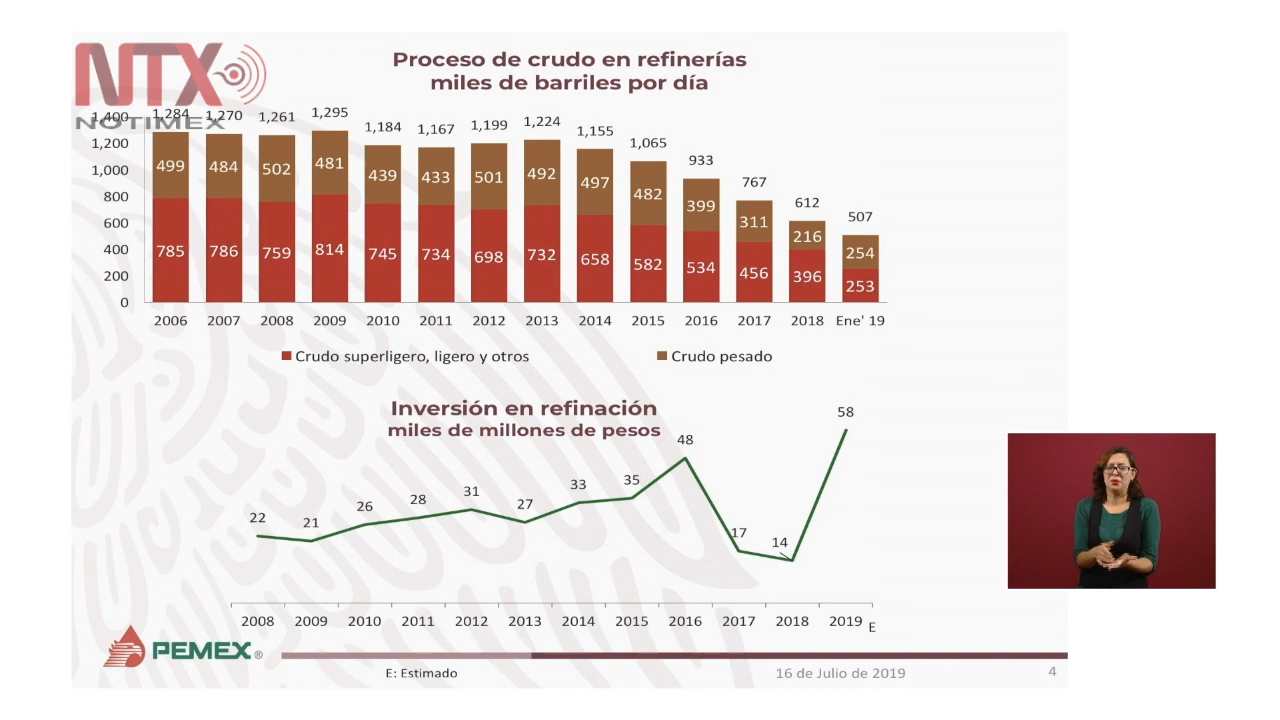 NTX
NOTIMEX
Proceso de crudo en refinerías
miles de barriles por día
1,284 1,270 1,261 1,295 1,184 1,167 1,199 1,224 1,155 1,065 933 767 612 507
1,400
1,200
1,000
800
600
400
200
0
499 484 502 481 439 433 501 492 497 482 399 311 216 254
785 786 759 814 745 734 698 732 658 582 534 456 396 253
2006 2007 2008 2009 2010 2011 2012 2013 2014 2015 2016 2017 2018 Ene' 19
Crudo superligero, ligero y otros Crudo pesado
Inversión en refinación
miles de millones de pesos
22 21 26 28 31 27 33 35 48 17 14 58
2008 2009 2010 2011 2012 2013 2014 2015 2016 2017 2018 2019 E
PEMEX®
E: Estimado 16 de Julio de 2019 4